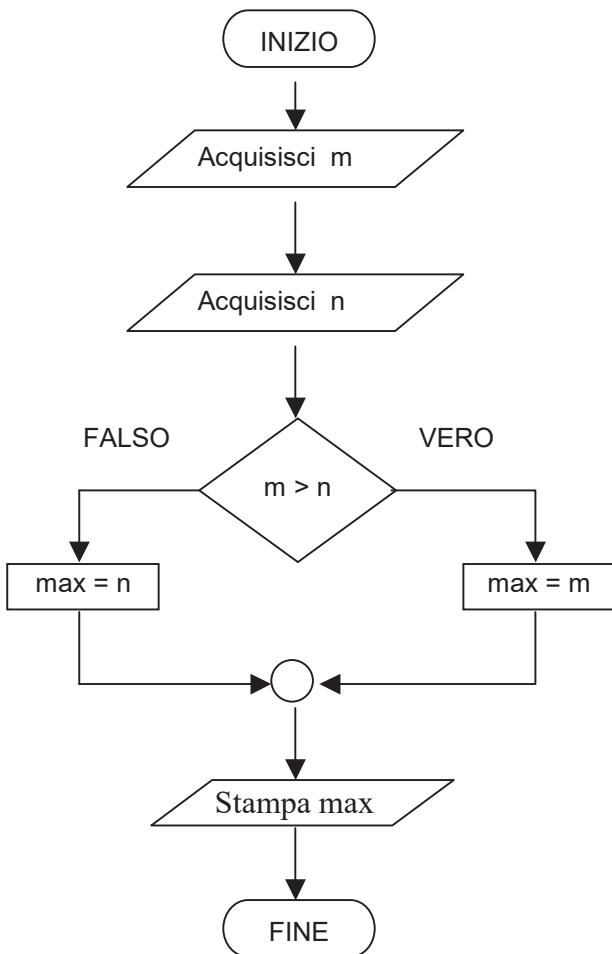 INIZIO
Acquisisci m
Acquisisci n
FALSO
VERO
m > n
max = n
max = m
Stampa max
FINE